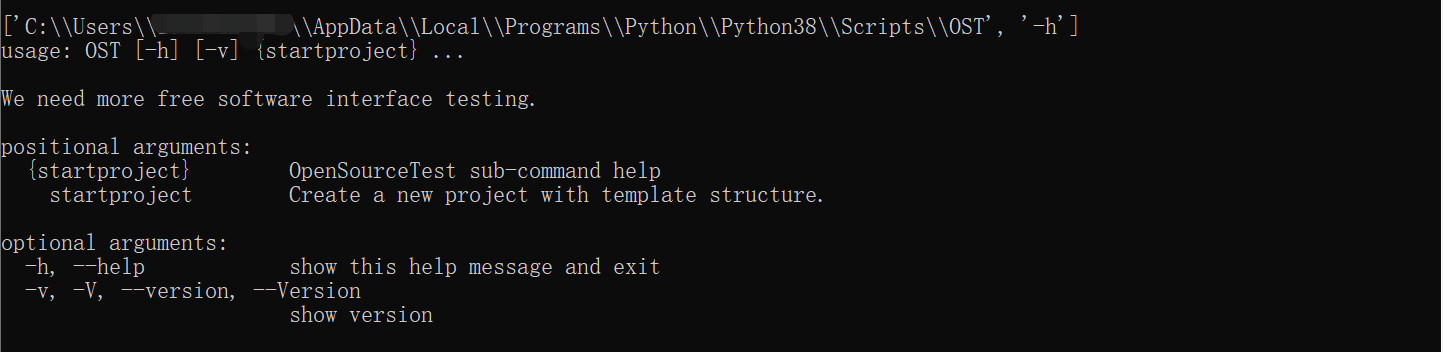 ['C:\\Users\\ \\AppData\\Local\\Programs\\Python\\Python38\\Scripts\\OST', '-h']
usage: OST [-h] [-v] {startproject} ...
We need more free software interface testing.
positional arguments:
{startproject} OpenSourceTest sub-command help
startproject Create a new project with template structure.
optional arguments:
-h, --help show this help message and exit
-v, -V, --version, --Version
show version